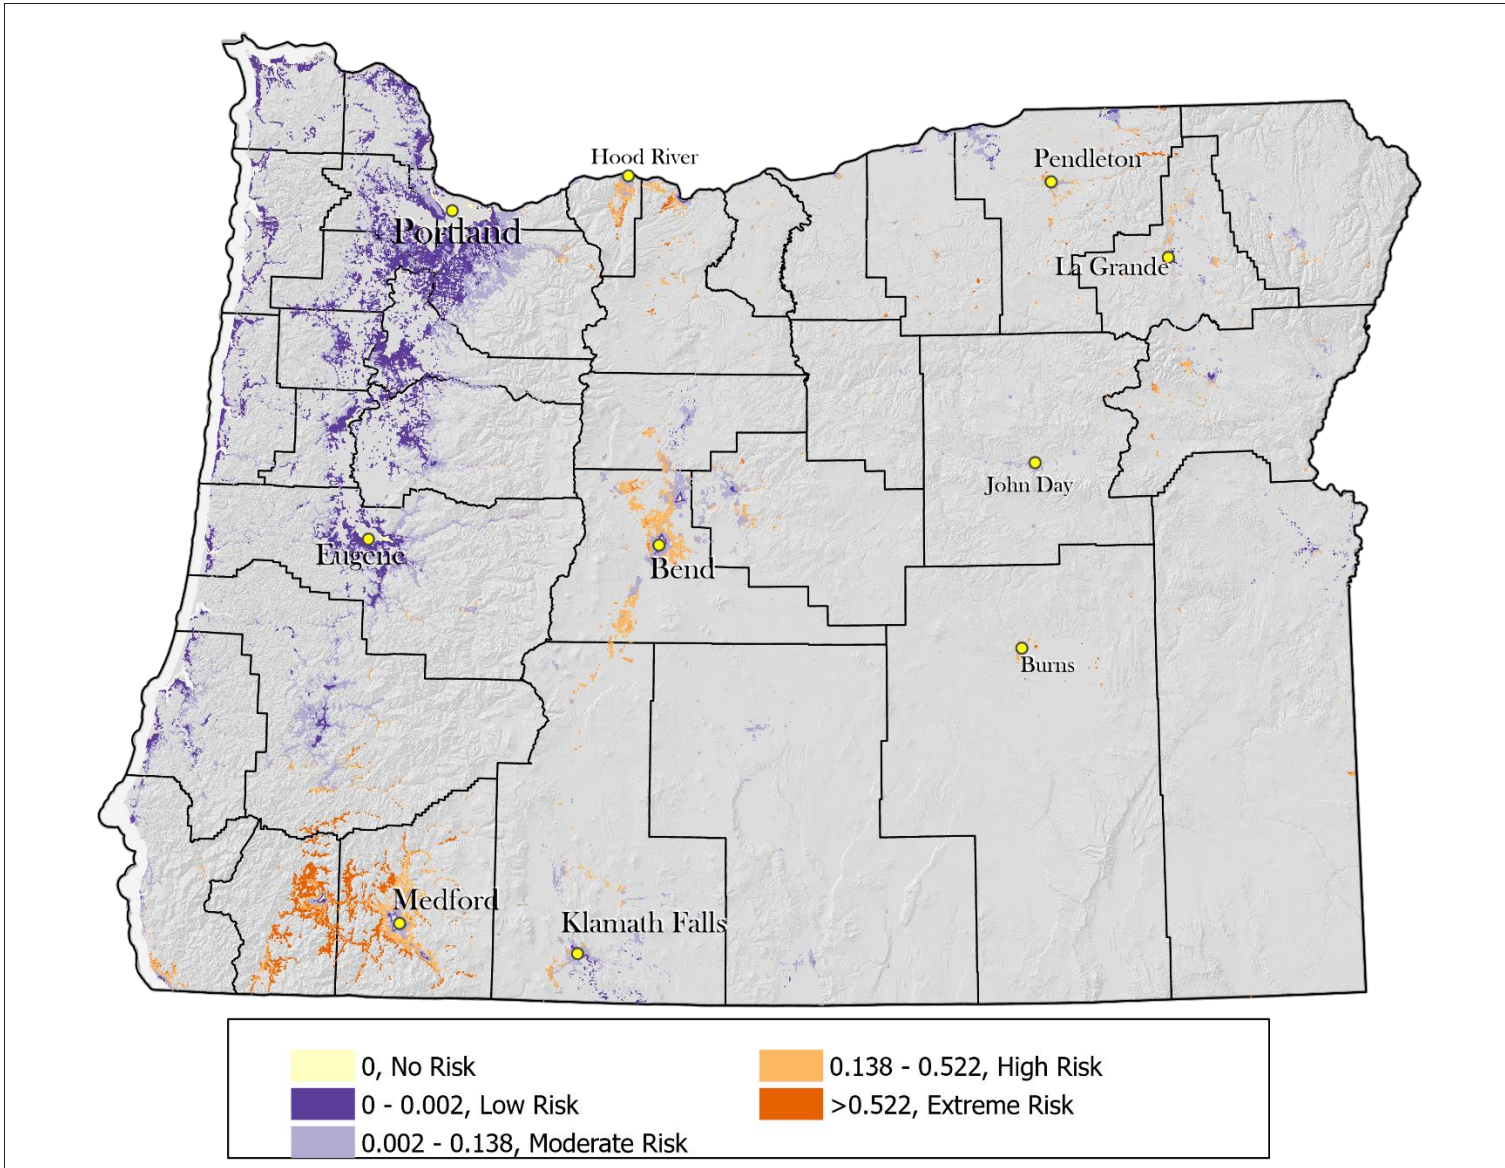 Hood River
Pendleton
Portland
La Grande
John Day
Eugene
Bend
Burns
Medford
Klamath Falls
0, No Risk
0 - 0.002, Low Risk
0.002 - 0.138, Moderate Risk
0.138 - 0.522, High Risk
>0.522, Extreme Risk